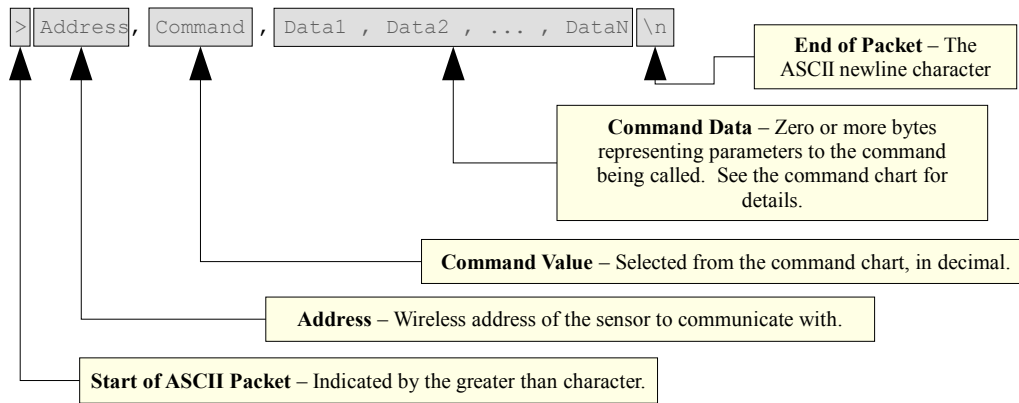 > Address, Command , Data1 , Data2 , ... , DataN \n
End of Packet – The
ASCII newline character
Command Data – Zero or more bytes
representing parameters to the command
being called. See the command chart for
details.
Command Value – Selected from the command chart, in decimal.
Address – Wireless address of the sensor to communicate with.
Start of ASCII Packet – Indicated by the greater than character.